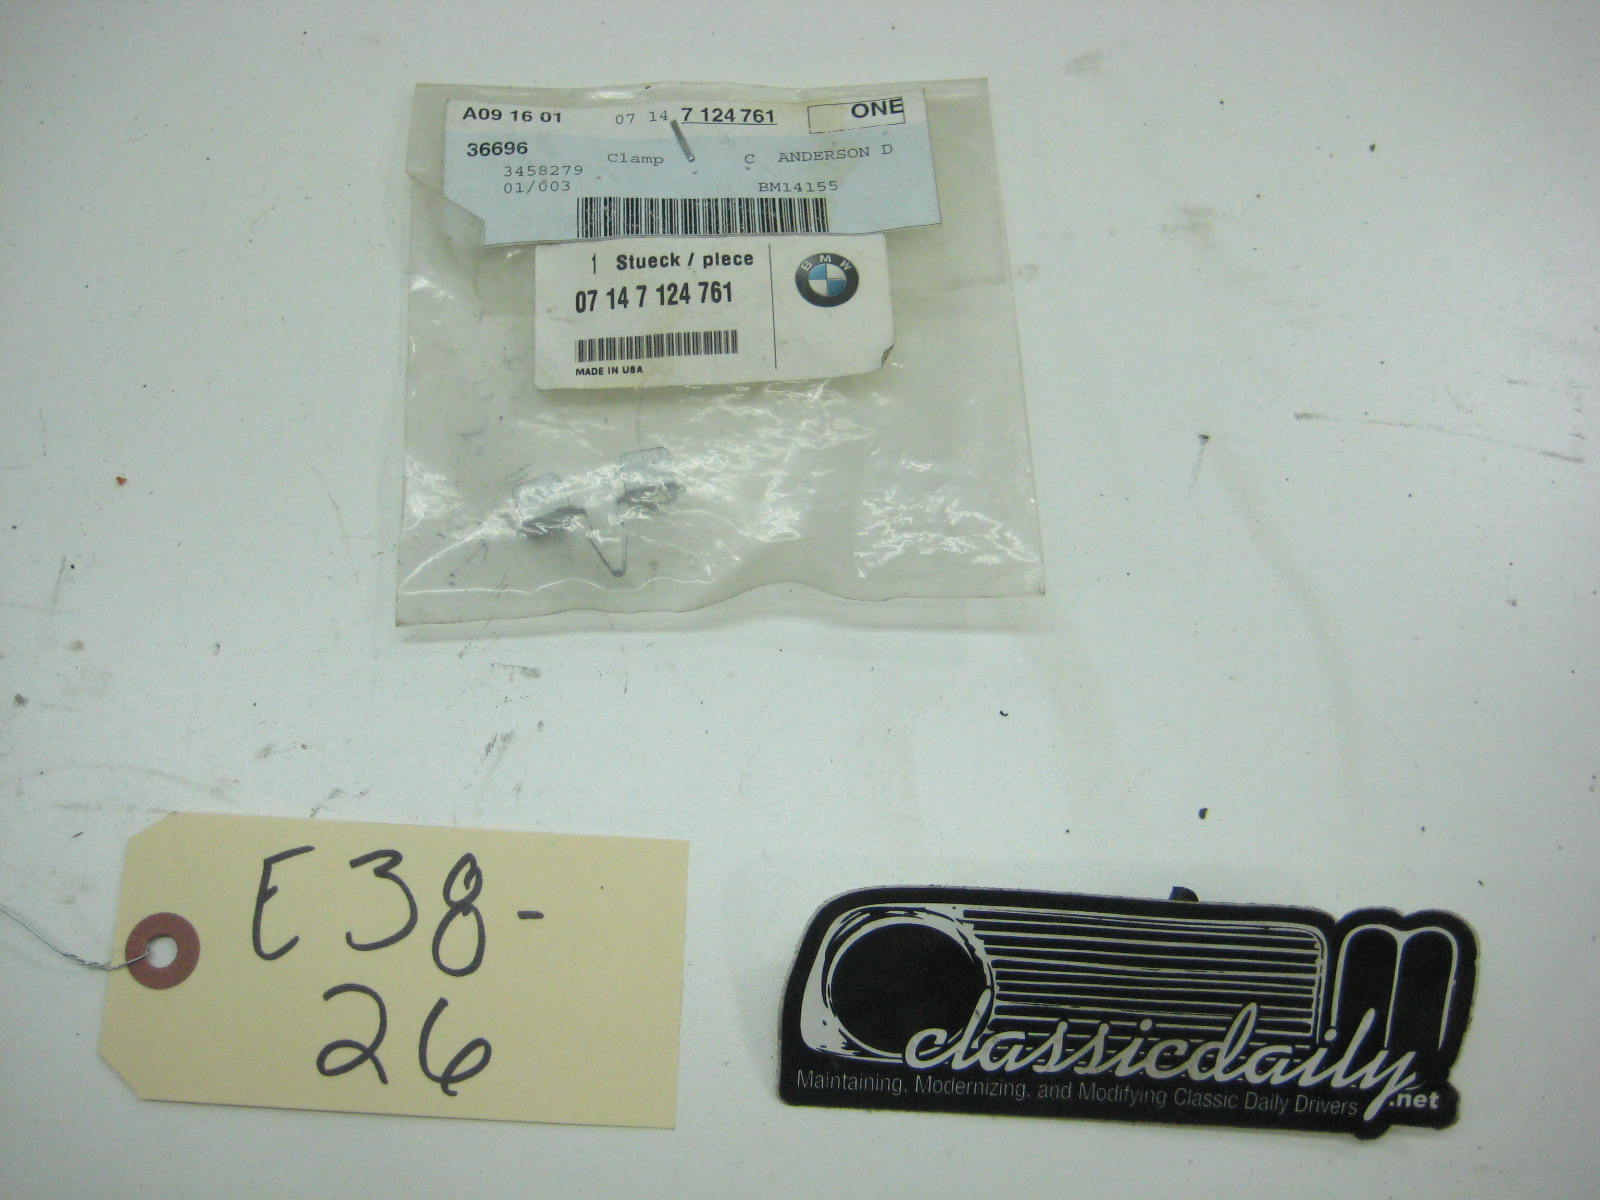 A09 16 01 07 14 7 124 761 ONE
36696 Clamp C ANDERSON D
3458279
01/003 BM14155
1 Stueck / piece
07 14 7 124 761
BMW
MADE IN USA
E38-
26
classicdaily.net
Maintaining, Modernizing, and Modifying Classic Daily Drivers